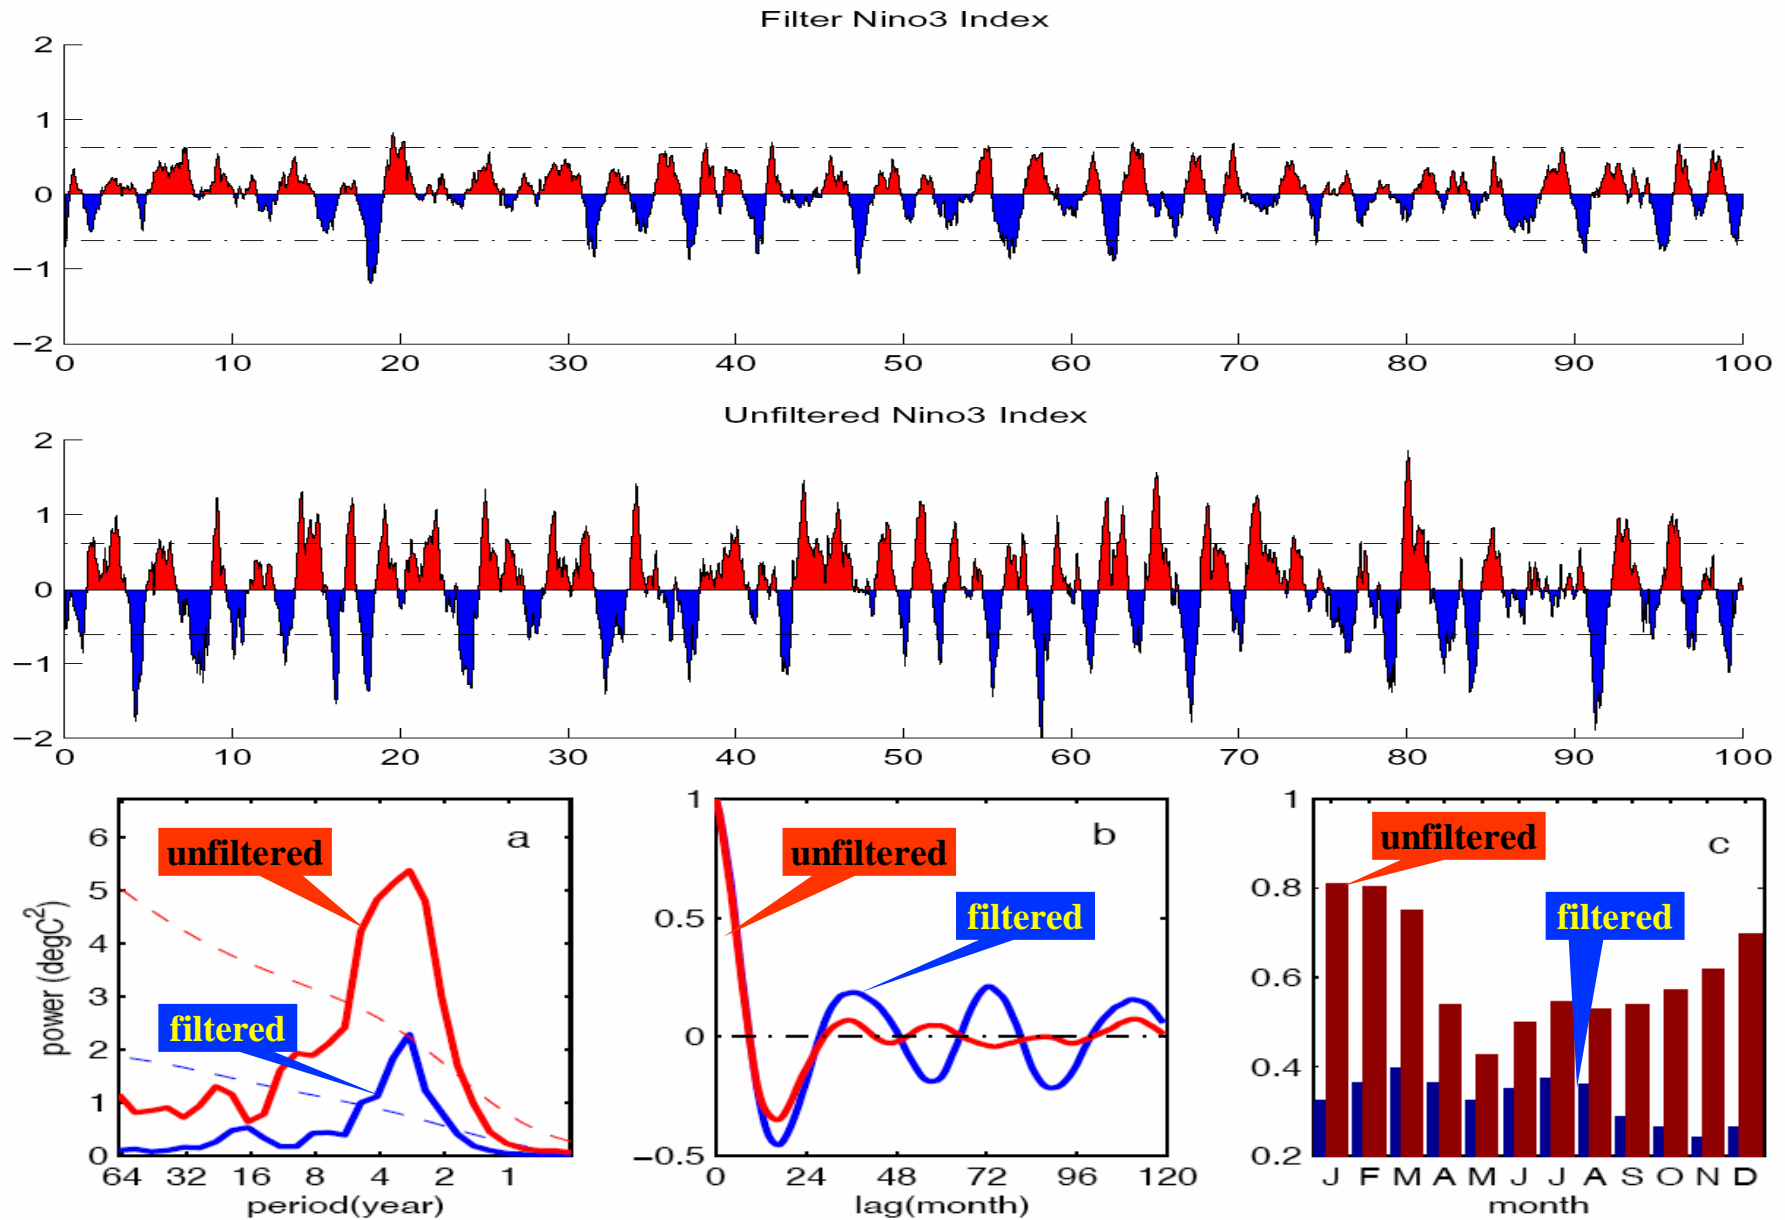 Filter Nino3 Index
2
1
0
−1
−2
0 10 20 30 40 50 60 70 80 90 100
Unfiltered Nino3 Index
2
1
0
−1
−2
0 10 20 30 40 50 60 70 80 90 100
a
unfiltered
filtered
power (degC²)
6
5
4
3
2
1
0
64 32 16 8 4 2 1
period(year)
b
unfiltered
filtered
1
0.5
0
−0.5
0 24 48 72 96 120
lag(month)
c
unfiltered
filtered
1
0.8
0.6
0.4
0.2
J F M A M J J A S O N D
month